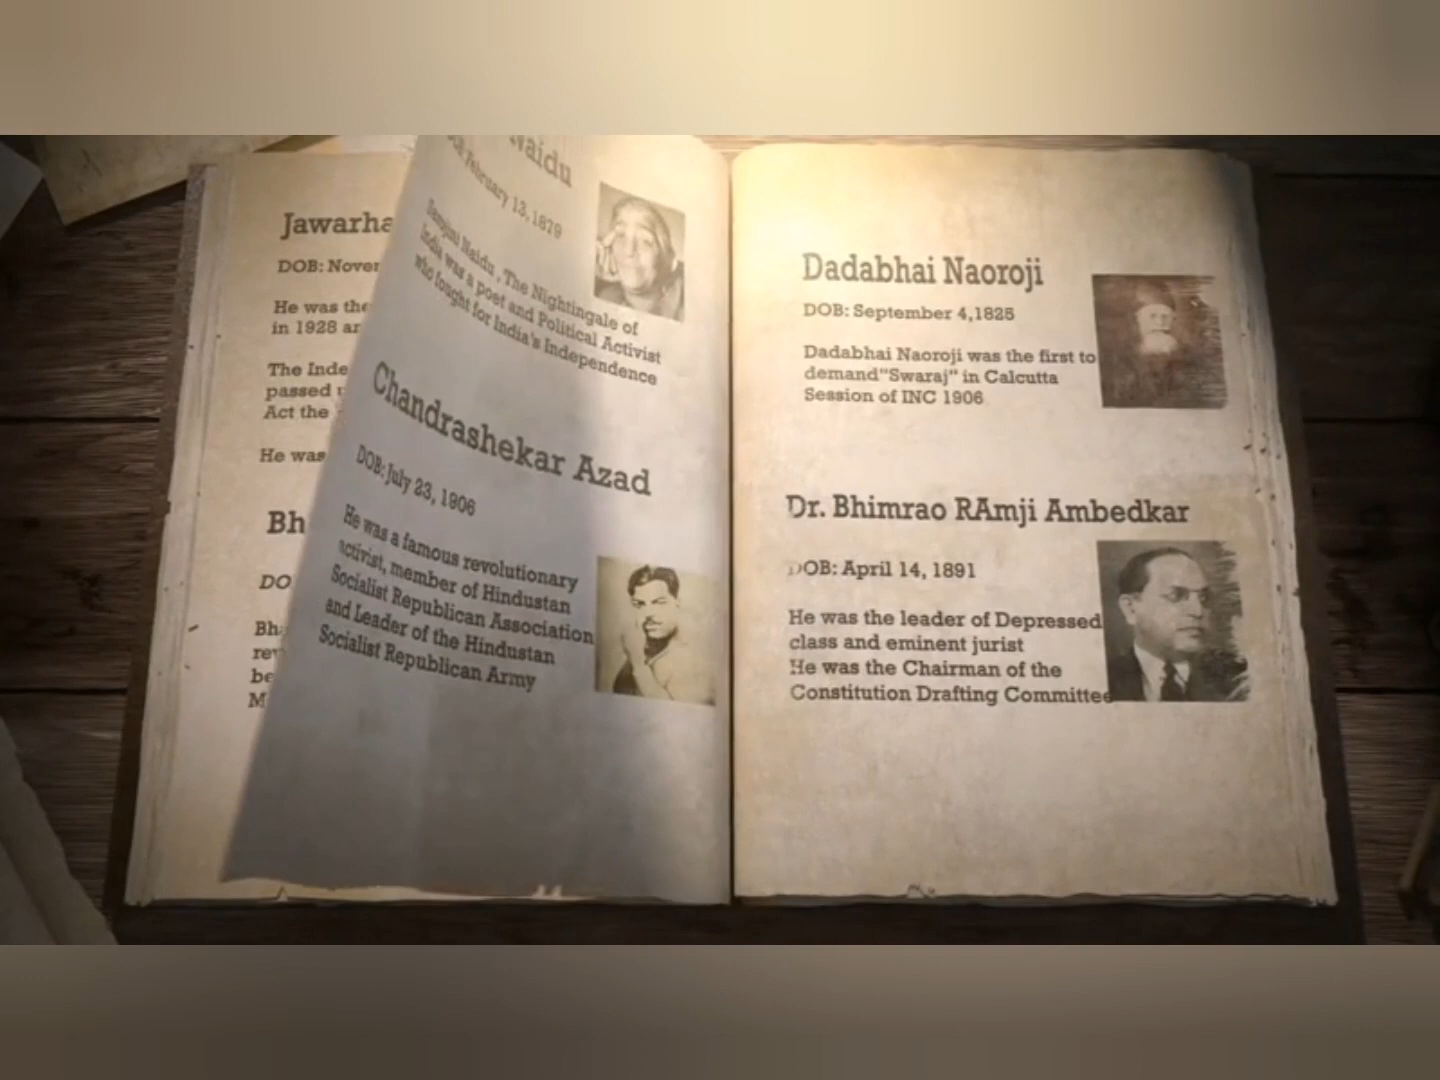 Jawarha
DOB: Nover
He was the
in 1928 ar
The Inde
passed
Act the
He was
Bh
DO
Bha
rev
be
M
Naidu
February 13, 1879
Sarojini Naidu , The Nightingale of
India was a poet and Political Activist
who fought for India's Independence
Chandrashekar Azad
DOB: July 23, 1906
He was a famous revolutionary
activist, member of Hindustan
Socialist Republican Association
and Leader of the Hindustan
Socialist Republican Army
Dadabhai Naoroji
DOB: September 4,1825
Dadabhai Naoroji was the first to
demand"Swaraj" in Calcutta
Session of INC 1906
Dr. Bhimrao RAmji Ambedkar
DOB: April 14, 1891
He was the leader of Depressed
class and eminent jurist
He was the Chairman of the
Constitution Drafting Committee